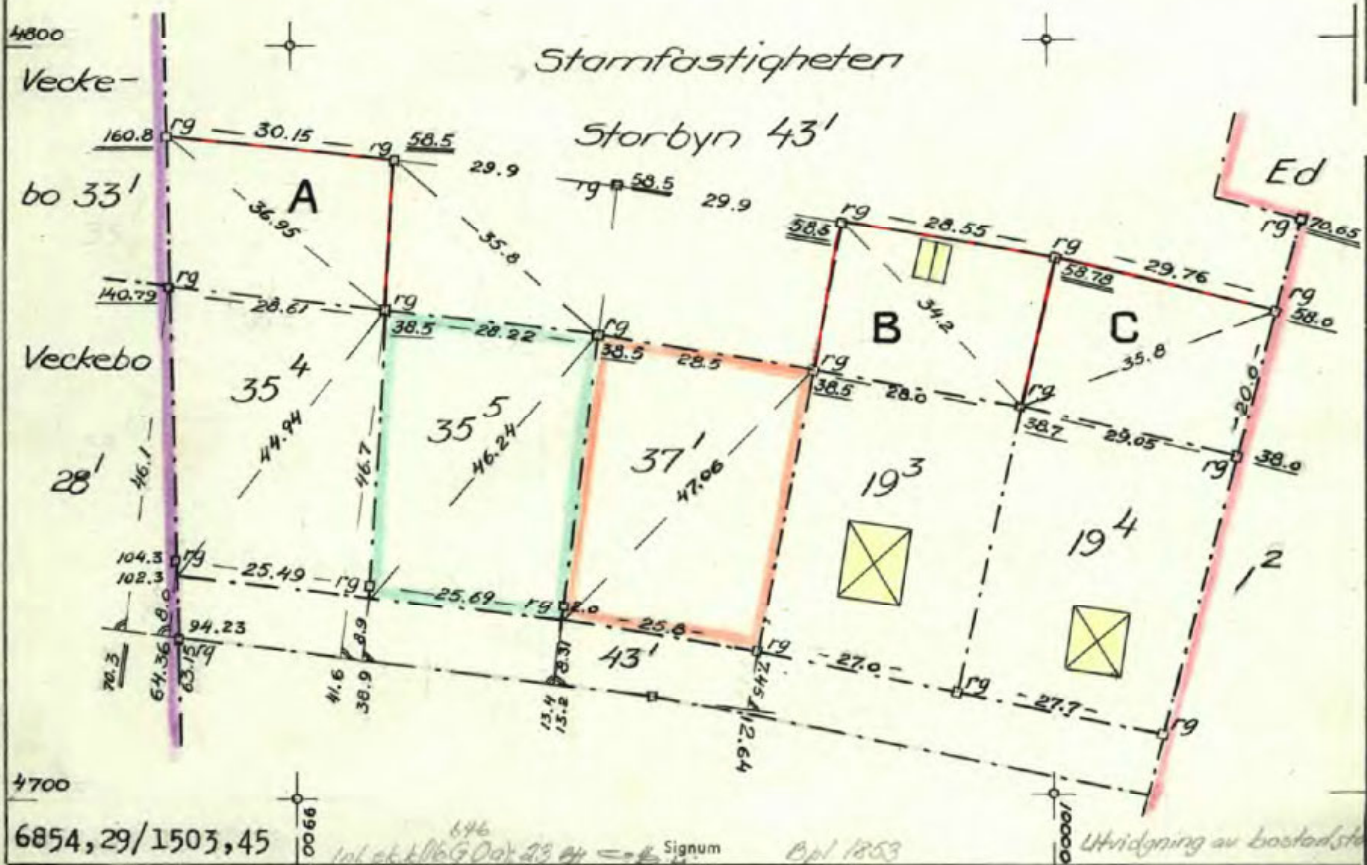 4800
Stamfastigheten
Vecke-
Storbyn 43'
160.8 rg 30.15 rg 58.5 29.9 rg 58.5 29.9
Ed
bo 33'
A
36.95
35.8
rg 28.55 rg 29.76 rg 70.65
58.5
58.78
rg
58.0
140.79 rg 28.61 rg
38.5 28.22 rg
38.5 28.5 rg
38.5 28.0 rg
B
34.2
C
35.8
20.0
38.7 29.05 rg 38.0
Veckebo
35 4
44.94
35 5
46.24
37'
47.06
19 3
19 4
28'
46.1
46.7
2
104.3 rg
102.3
25.49 rg 25.69 rg 2.0 25.8 rg 27.0 rg 27.7 rg
8.0
94.23
rg
70.3
64.36
63.15
41.6
38.9
8.9
13.4
13.2
8.31
43'
7.45
12.64
4700
9900
10000
6854,29/1503,45
646
Signum
Bpl 1853
Utvidgning av bostadsstä